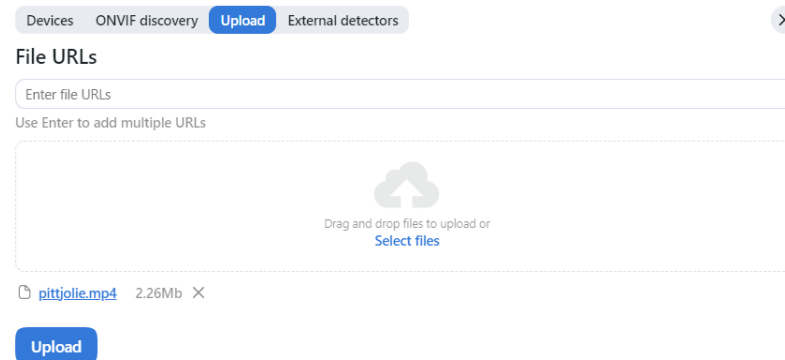 Devices ONVIF discovery Upload External detectors
File URLs
Enter file URLs
Use Enter to add multiple URLs
Drag and drop files to upload or
Select files
pittjolie.mp4 2.26Mb
Upload